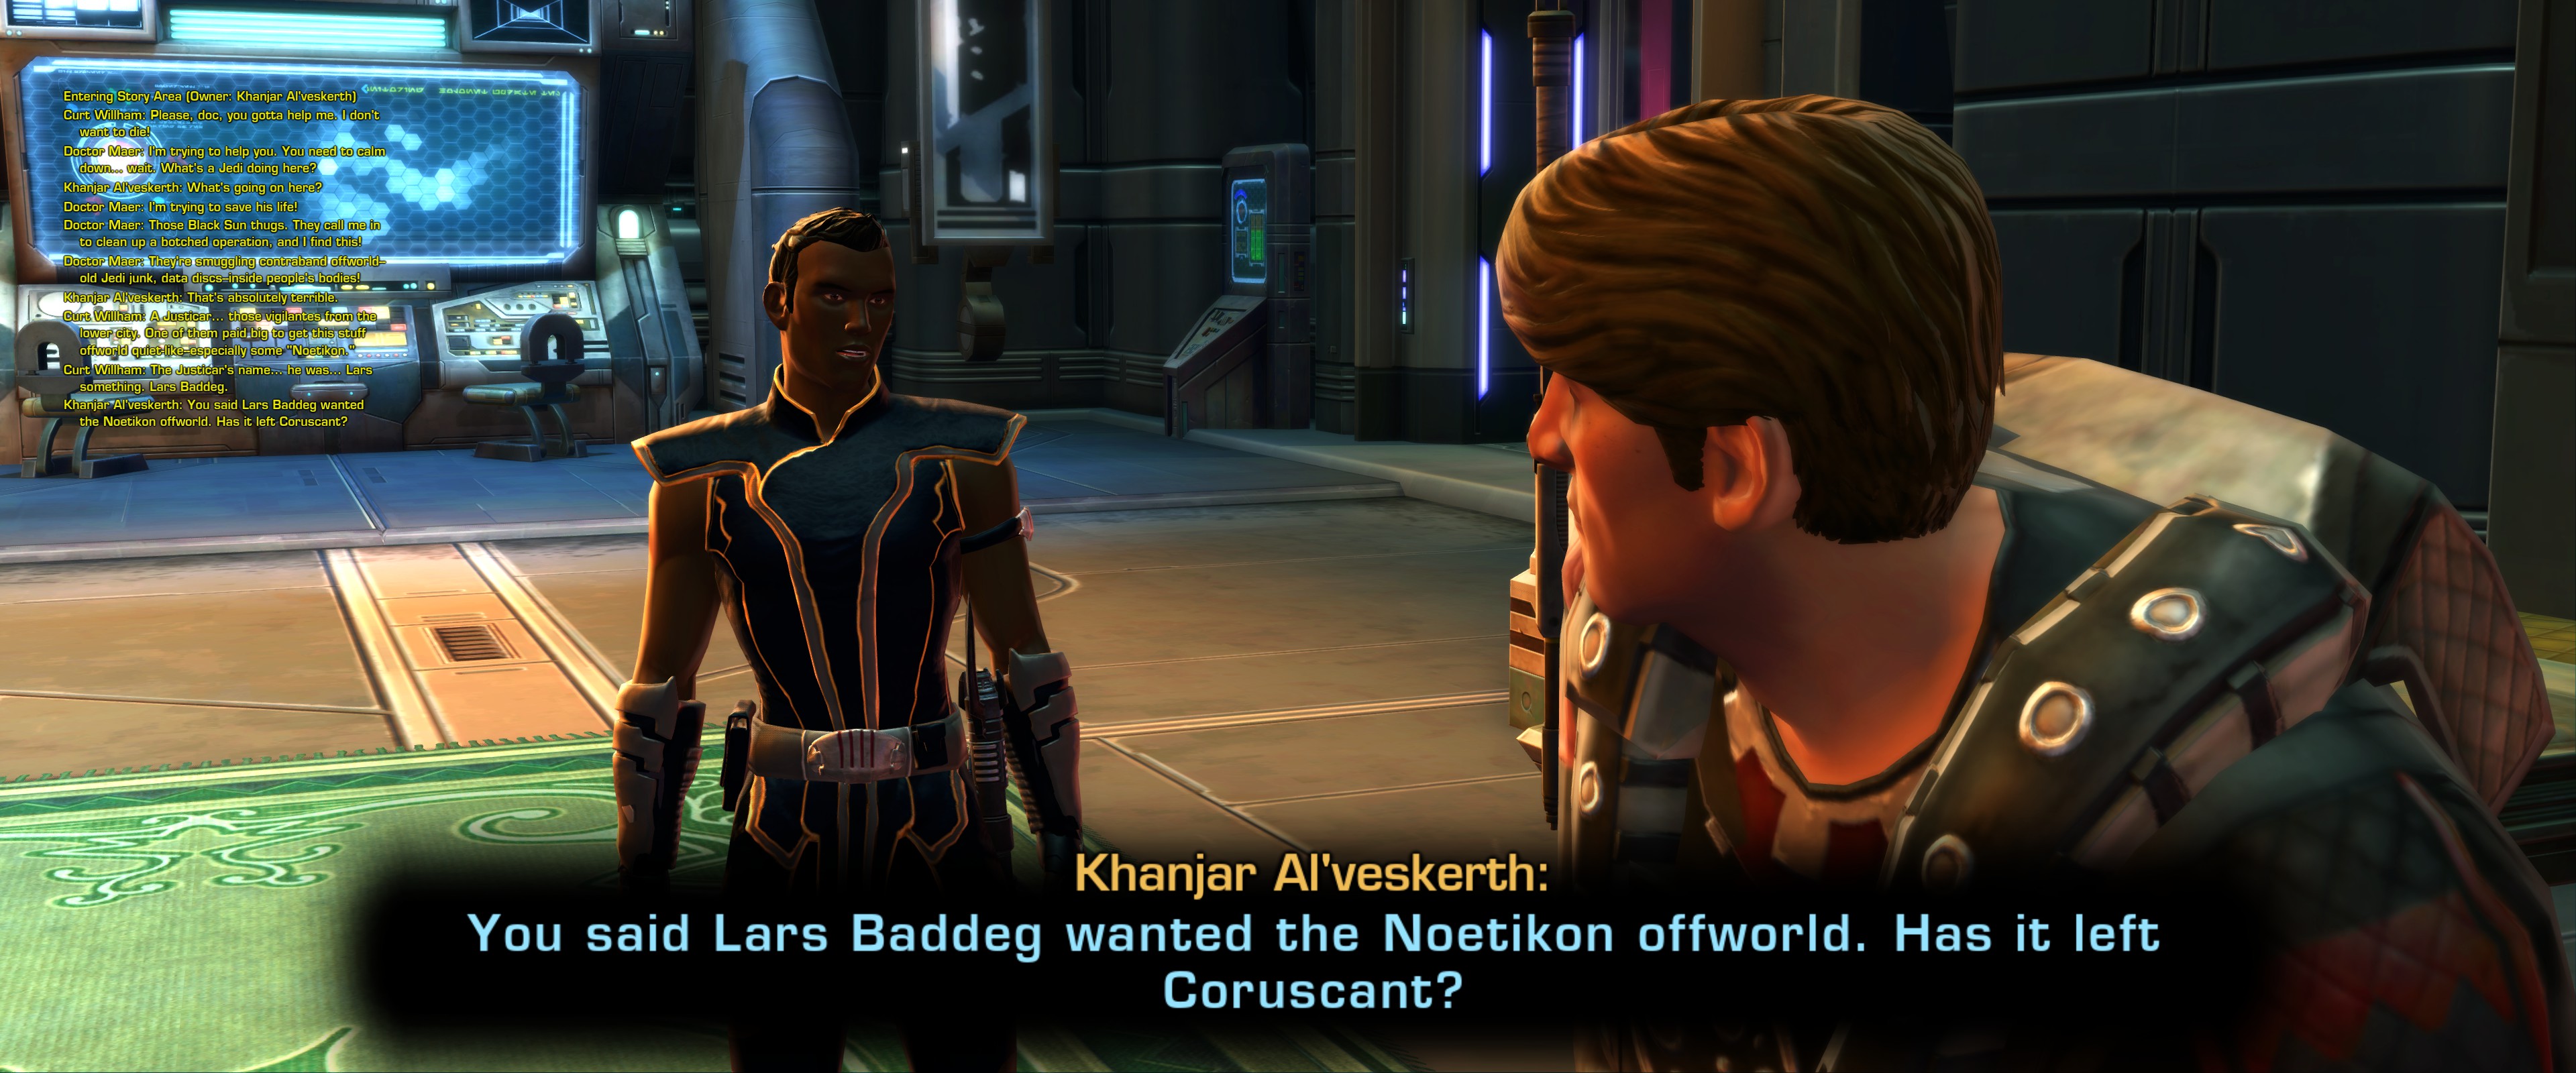 Entering Story Area (Owner: Khanjar Al'veskerth)
Curt Willham: Please, doc, you gotta help me. I don't
want to die!
Doctor Maer: I'm trying to help you. You need to calm
down... wait. What's a Jedi doing here?
Khanjar Al'veskerth: What's going on here?
Doctor Maer: I'm trying to save his life!
Doctor Maer: Those Black Sun thugs. They call me in
to clean up a botched operation, and I find this!
Doctor Maer: They're smuggling contraband offworld–
old Jedi junk, data discs–inside people's bodies!
Khanjar Al'veskerth: That's absolutely terrible.
Curt Willham: A Justicar... those vigilantes from the
lower city. One of them paid big to get this stuff
offworld quiet-like–especially some "Noetikon."
Curt Willham: The Justicar's name... he was... Lars
something. Lars Baddeg.
Khanjar Al'veskerth: You said Lars Baddeg wanted
the Noetikon offworld. Has it left Coruscant?
Khanjar Al'veskerth:
You said Lars Baddeg wanted the Noetikon offworld. Has it left
Coruscant?